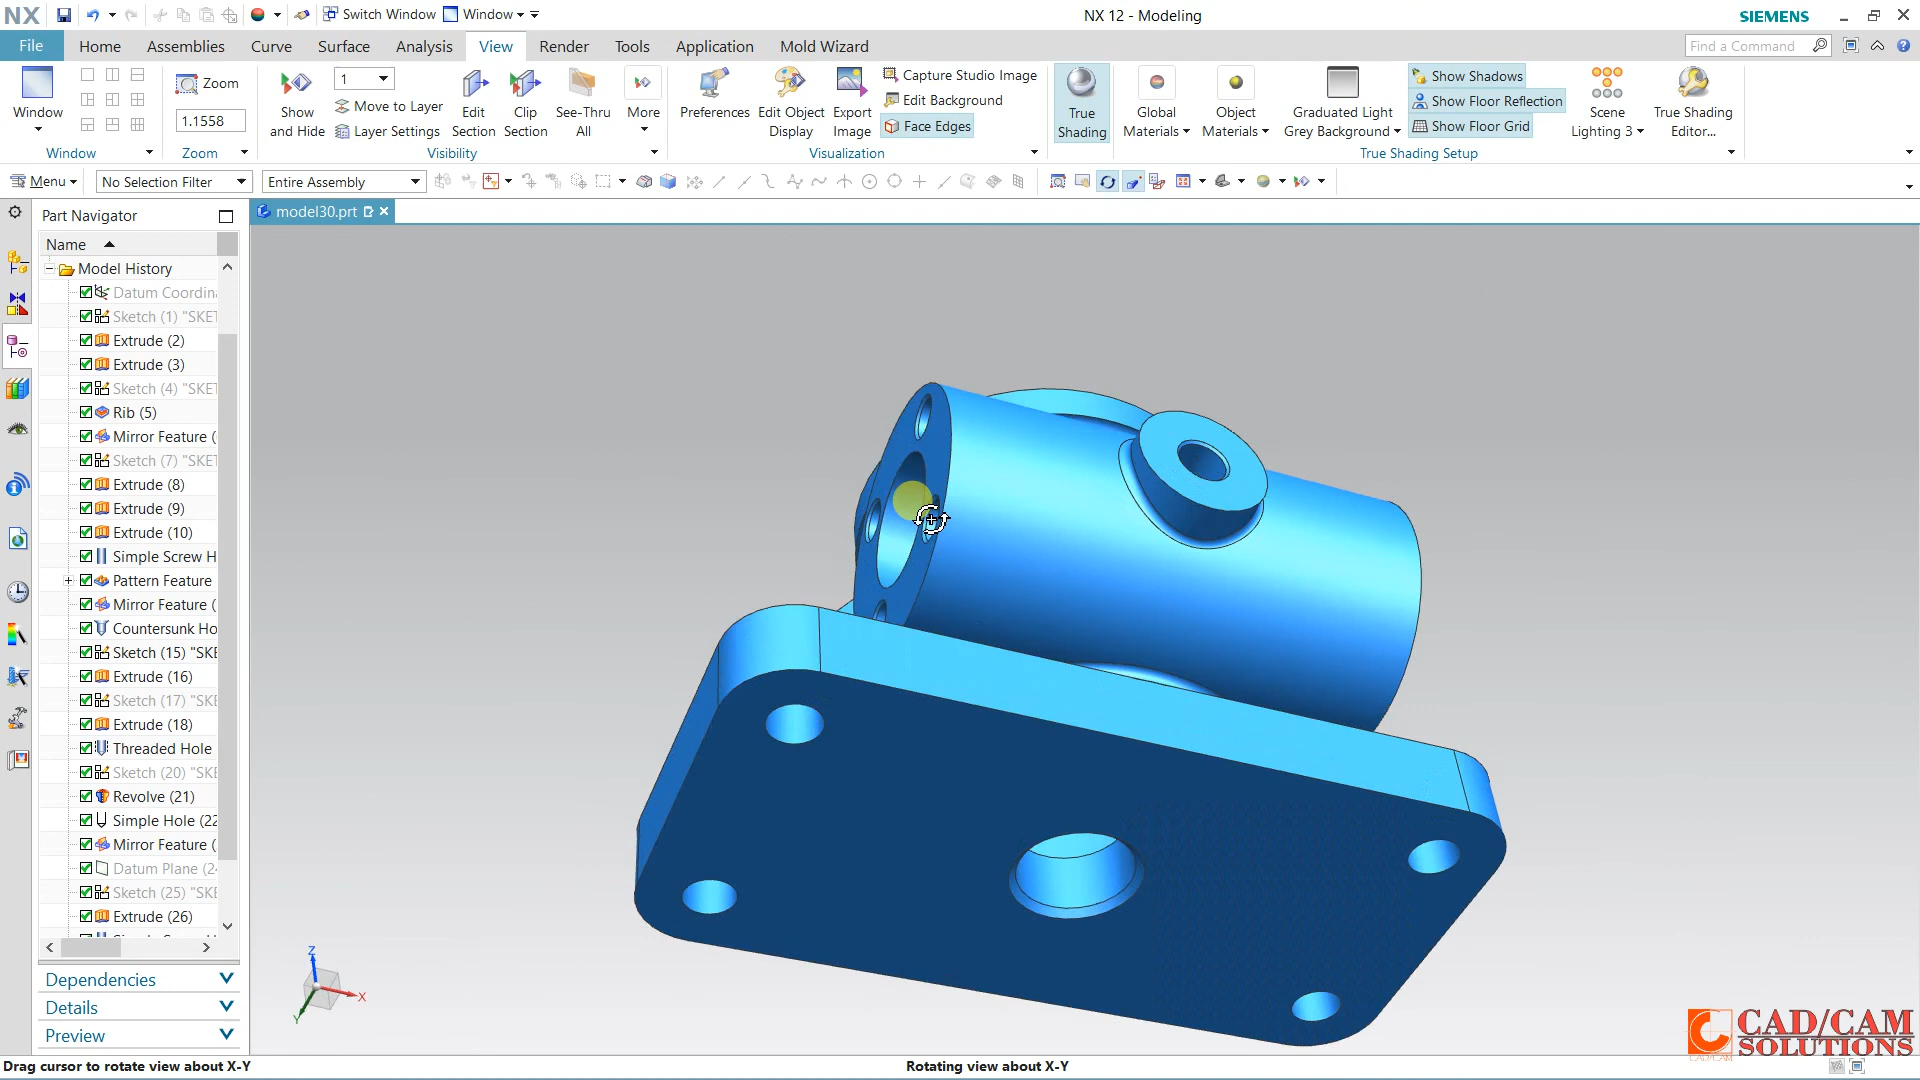 NX
Switch Window
Window
NX 12 - Modeling
SIEMENS
File
Home
Assemblies
Curve
Surface
Analysis
View
Render
Tools
Application
Mold Wizard
Find a Command
Window
Zoom
1.1558
Show
and Hide
1
Move to Layer
Layer Settings
Edit
Section
Clip
Section
See-Thru
All
More
Preferences
Edit Object
Display
Export
Image
Capture Studio Image
Edit Background
Face Edges
True
Shading
Global
Materials
Object
Materials
Graduated Light
Grey Background
Show Shadows
Show Floor Reflection
Show Floor Grid
Scene
Lighting 3
True Shading
Editor...
Window
Zoom
Visibility
Visualization
True Shading Setup
Menu
No Selection Filter
Entire Assembly
Part Navigator
model30.prt
Name
Model History
Datum Coordin
Sketch (1) "SKET
Extrude (2)
Extrude (3)
Sketch (4) "SKET
Rib (5)
Mirror Feature (
Sketch (7) "SKET
Extrude (8)
Extrude (9)
Extrude (10)
Simple Screw H
Pattern Feature
Mirror Feature (
Countersunk Ho
Sketch (15) "SKE
Extrude (16)
Sketch (17) "SKE
Extrude (18)
Threaded Hole
Sketch (20) "SKE
Revolve (21)
Simple Hole (22
Mirror Feature (
Datum Plane (24
Sketch (25) "SKE
Extrude (26)
Dependencies
Details
Preview
Z
X
Y
CAD/CAM
SOLUTIONS
CAD/CAM
Drag cursor to rotate view about X-Y
Rotating view about X-Y